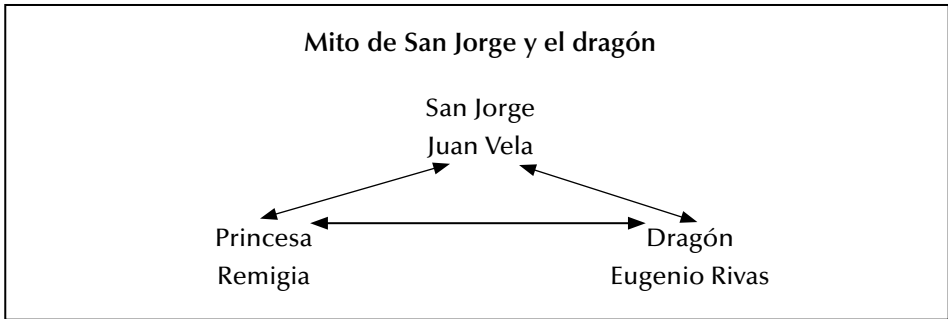 Mito de San Jorge y el dragón
San Jorge
Juan Vela
Princesa Dragón
Remigia Eugenio Rivas